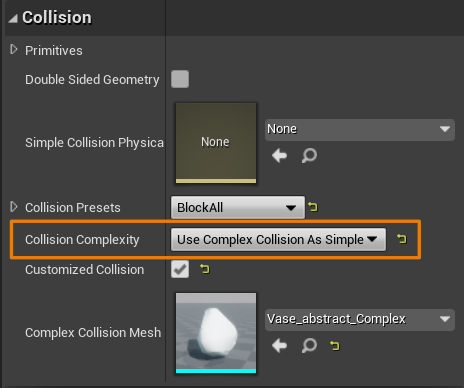 Collision
Primitives
Double Sided Geometry
Simple Collision Physica
None
None
Collision Presets
BlockAll
Collision Complexity
Use Complex Collision As Simple
Customized Collision
Complex Collision Mesh
Vase_abstract_Complex